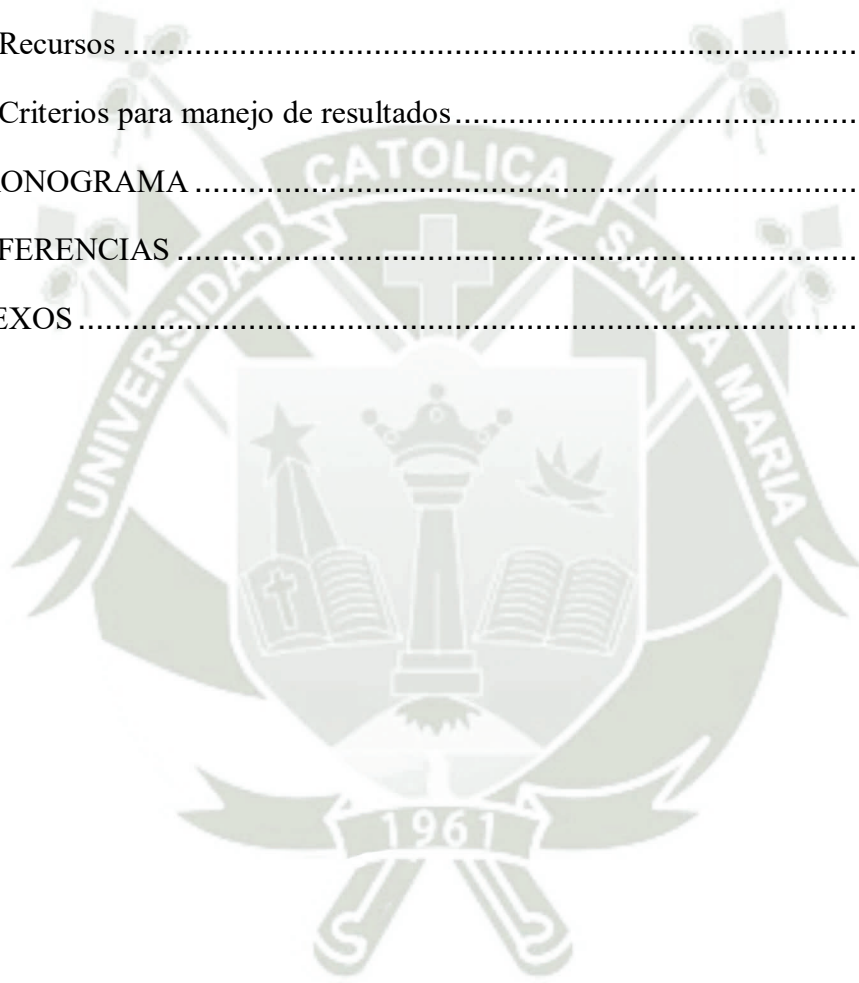 Recursos ........................................................................................
Criterios para manejo de resultados ..................................................
ONOGRAMA ...................................................................................
FERENCIAS .....................................................................................
EXOS .................................................................................................
UNIVERSIDAD CATOLICA SANTA MARIA
1961